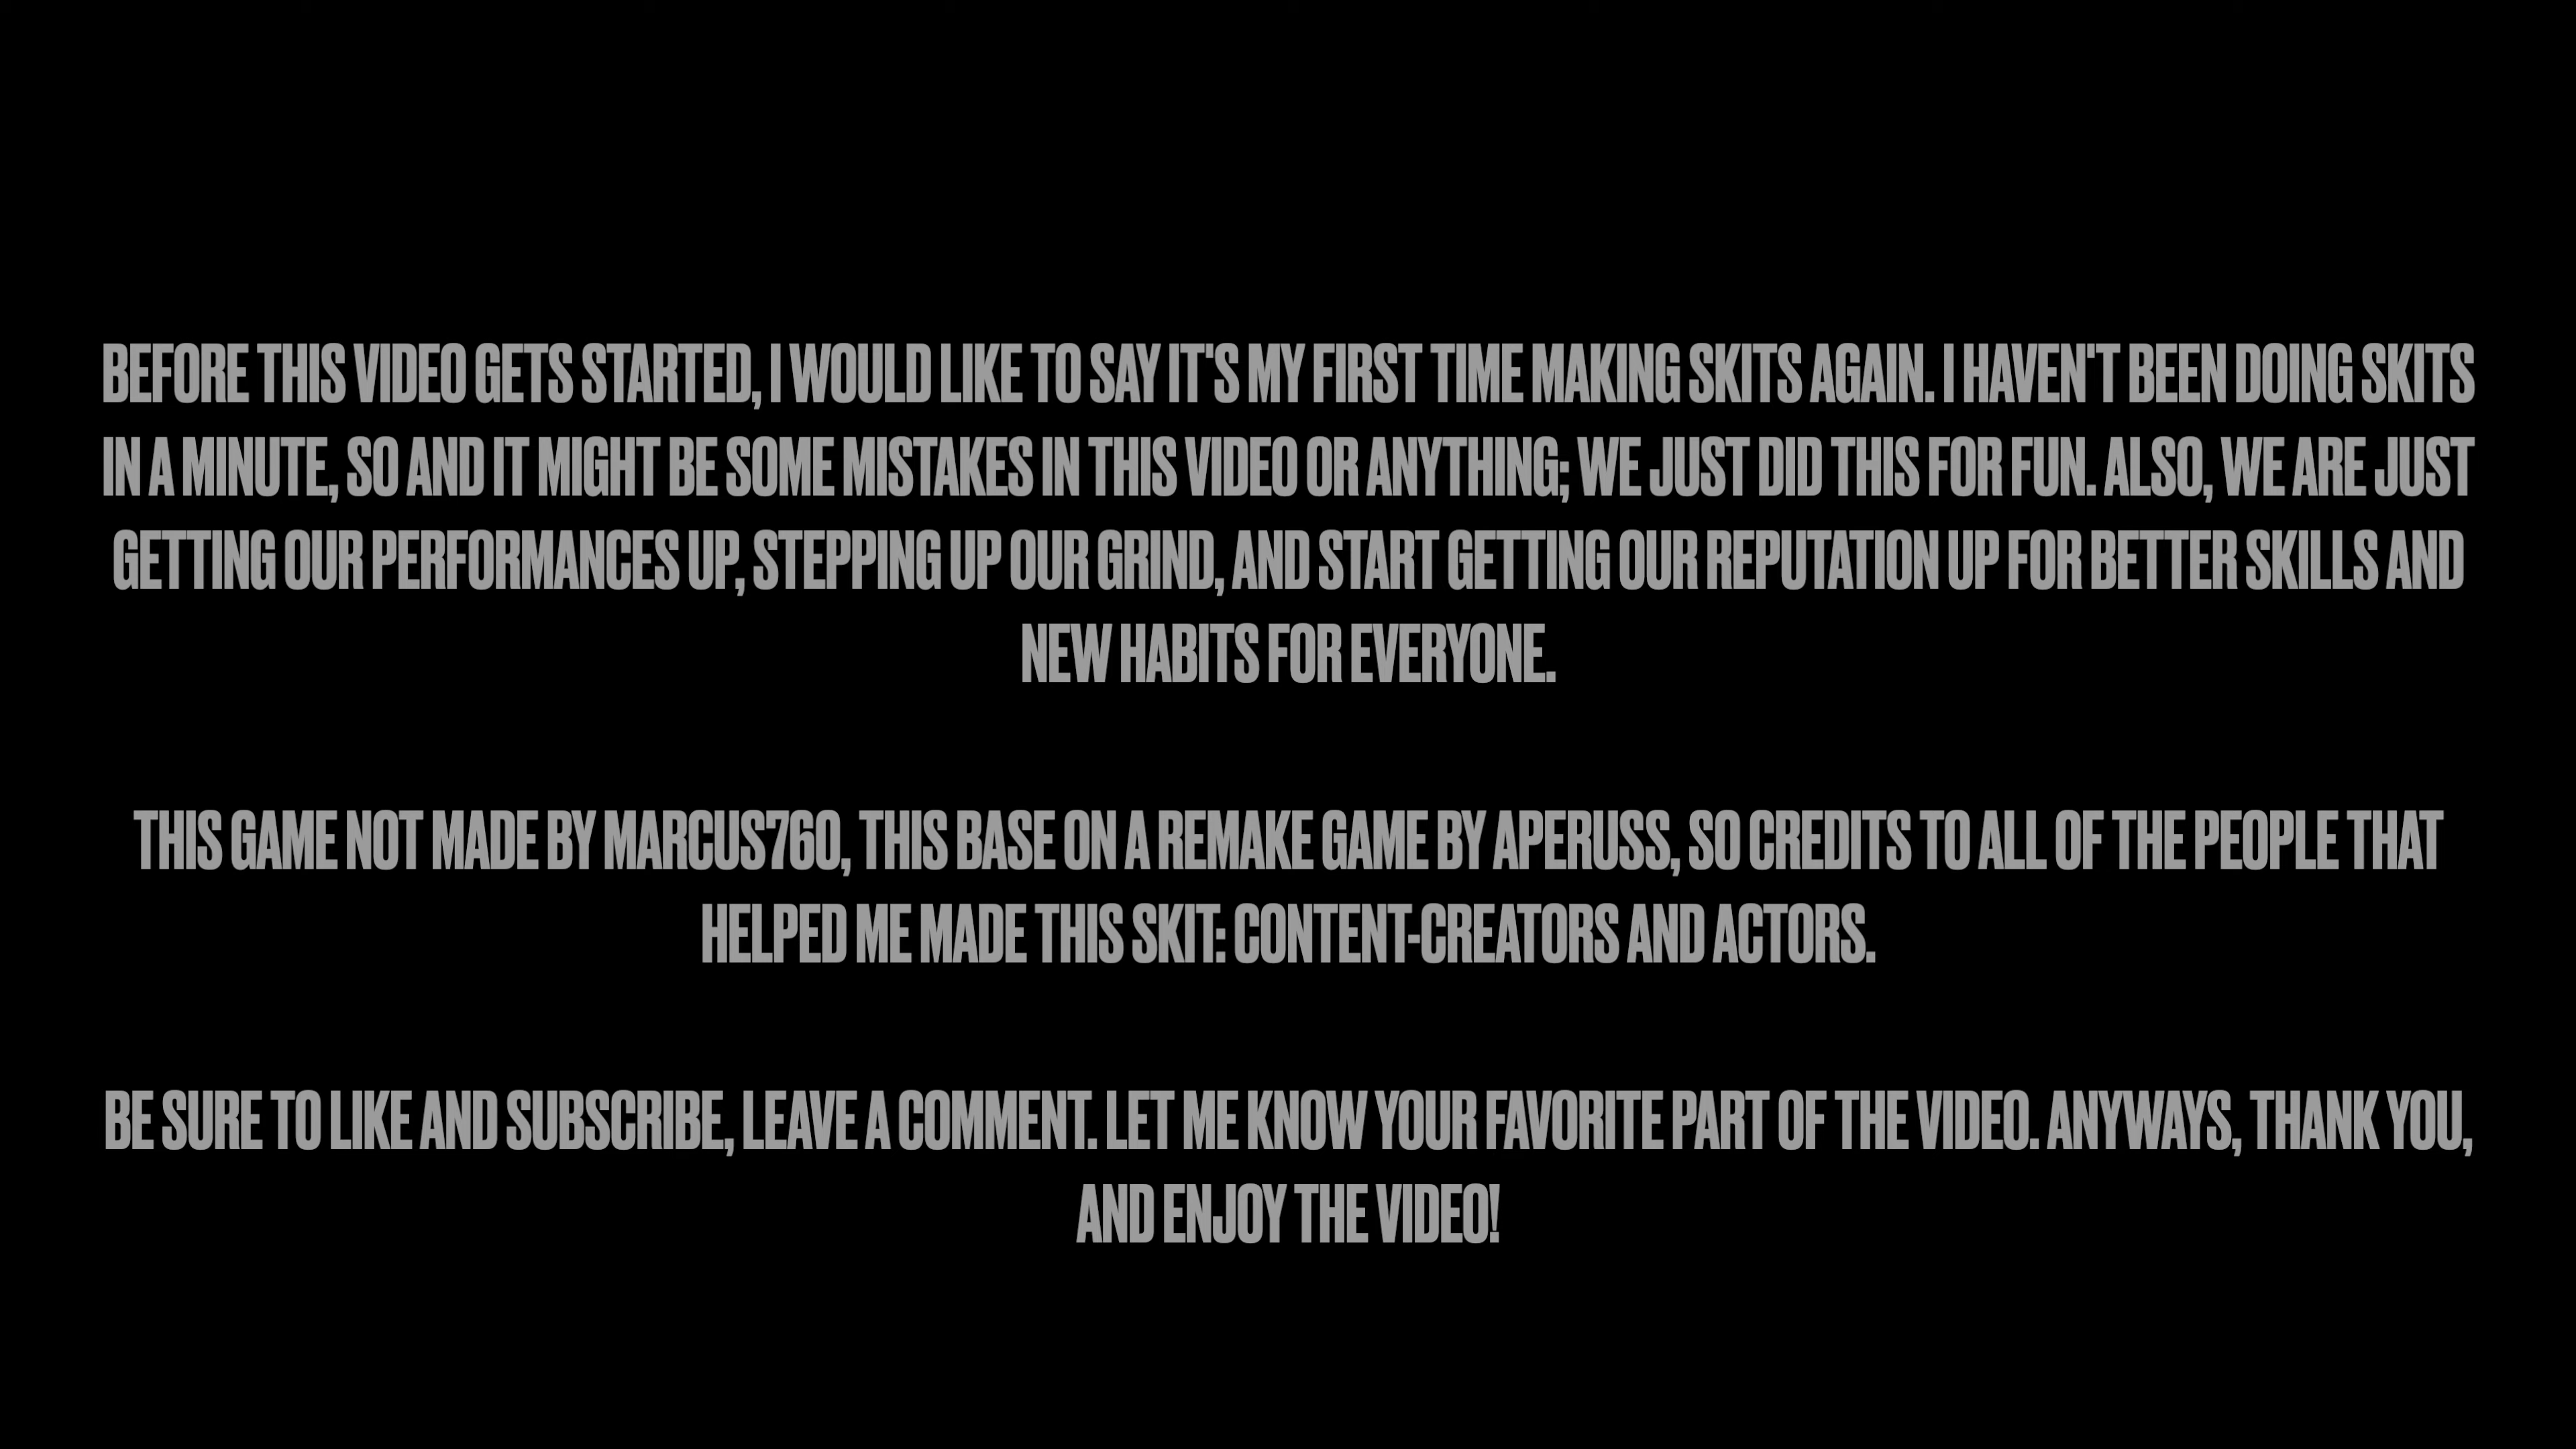 BEFORE THIS VIDEO GETS STARTED, I WOULD LIKE TO SAY IT'S MY FIRST TIME MAKING SKITS AGAIN. I HAVEN'T BEEN DOING SKITS
IN A MINUTE, SO AND IT MIGHT BE SOME MISTAKES IN THIS VIDEO OR ANYTHING; WE JUST DID THIS FOR FUN. ALSO, WE ARE JUST
GETTING OUR PERFORMANCES UP, STEPPING UP OUR GRIND, AND START GETTING OUR REPUTATION UP FOR BETTER SKILLS AND
NEW HABITS FOR EVERYONE.
THIS GAME NOT MADE BY MARCUS760, THIS BASE ON A REMAKE GAME BY APERUSS, SO CREDITS TO ALL OF THE PEOPLE THAT
HELPED ME MADE THIS SKIT: CONTENT-CREATORS AND ACTORS.
BE SURE TO LIKE AND SUBSCRIBE, LEAVE A COMMENT. LET ME KNOW YOUR FAVORITE PART OF THE VIDEO. ANYWAYS, THANK YOU,
AND ENJOY THE VIDEO!